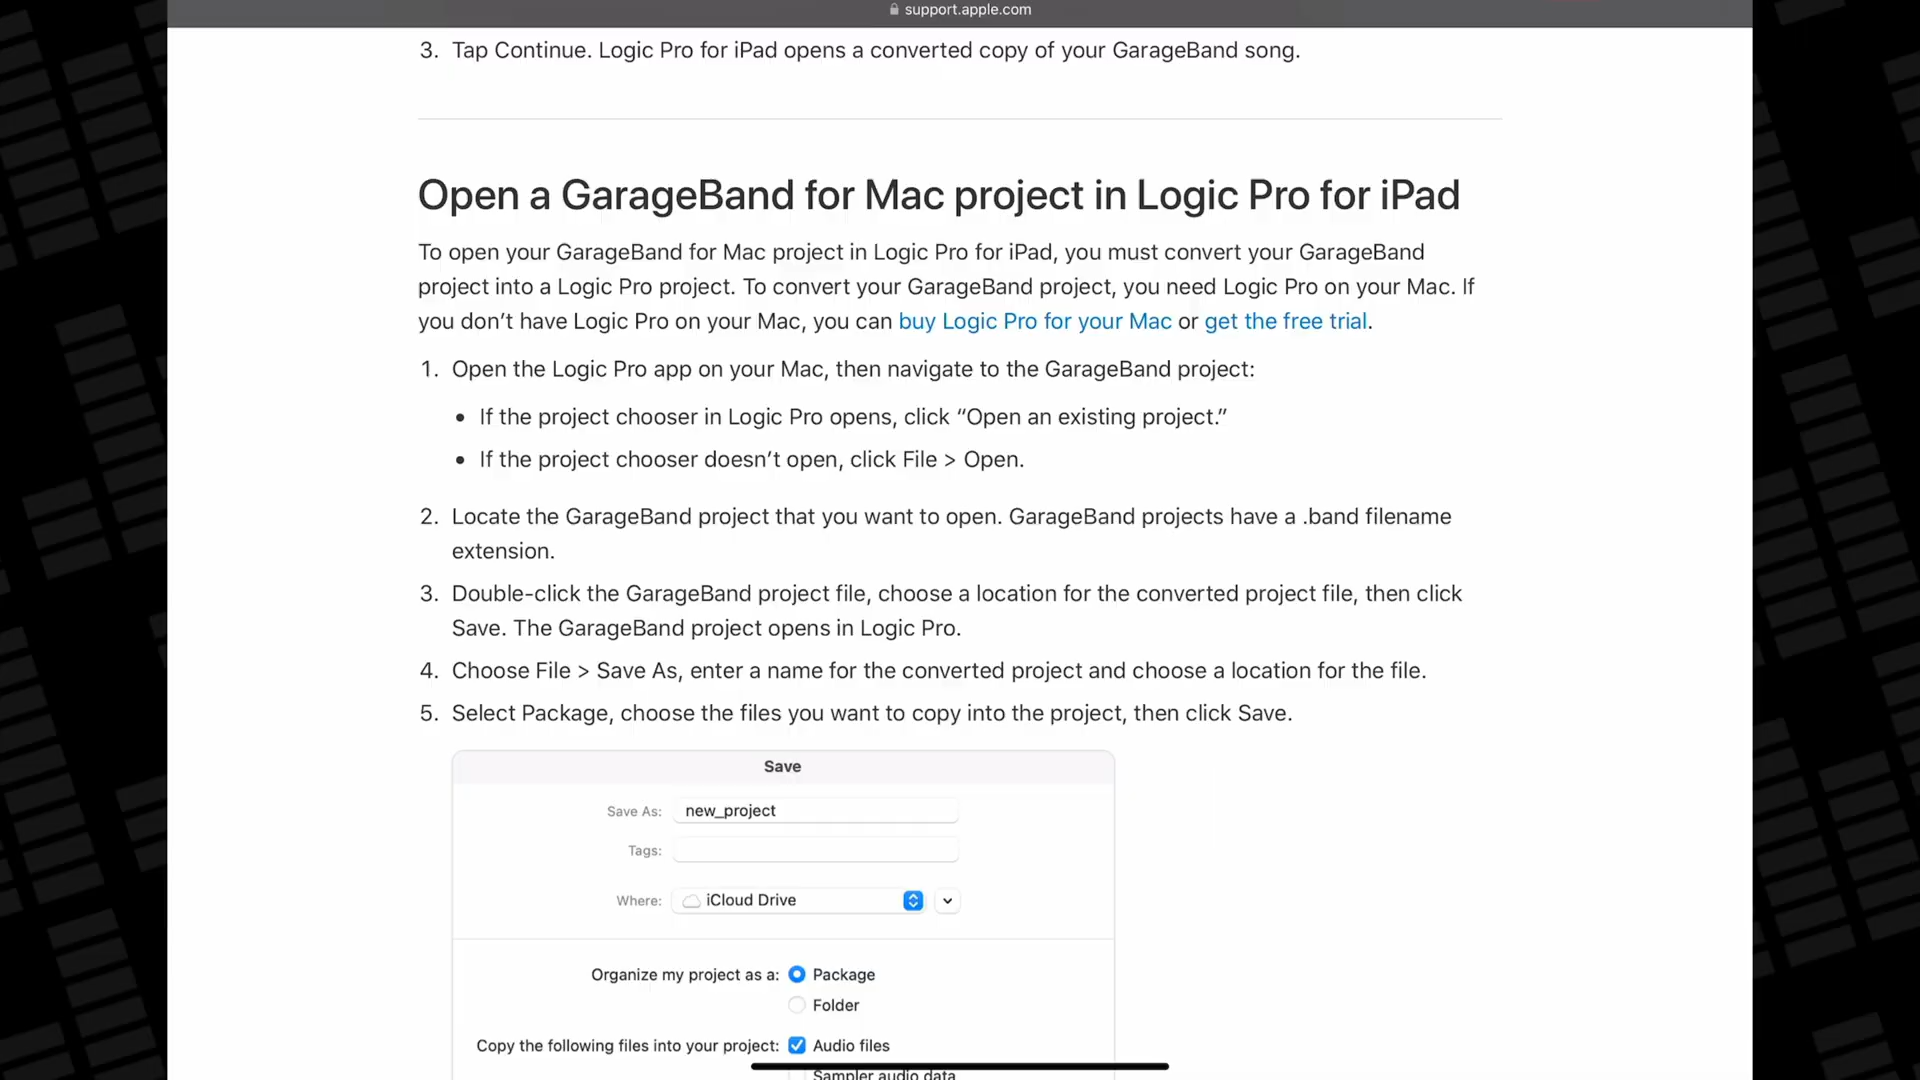 support.apple.com
3. Tap Continue. Logic Pro for iPad opens a converted copy of your GarageBand song.
Open a GarageBand for Mac project in Logic Pro for iPad
To open your GarageBand for Mac project in Logic Pro for iPad, you must convert your GarageBand
project into a Logic Pro project. To convert your GarageBand project, you need Logic Pro on your Mac. If
you don’t have Logic Pro on your Mac, you can buy Logic Pro for your Mac or get the free trial.
1. Open the Logic Pro app on your Mac, then navigate to the GarageBand project:
• If the project chooser in Logic Pro opens, click “Open an existing project.”
• If the project chooser doesn’t open, click File > Open.
2. Locate the GarageBand project that you want to open. GarageBand projects have a .band filename
extension.
3. Double-click the GarageBand project file, choose a location for the converted project file, then click
Save. The GarageBand project opens in Logic Pro.
4. Choose File > Save As, enter a name for the converted project and choose a location for the file.
5. Select Package, choose the files you want to copy into the project, then click Save.
Save
Save As: new_project
Tags:
Where: iCloud Drive
Organize my project as a: Package
Folder
Copy the following files into your project: Audio files
Sampler audio data